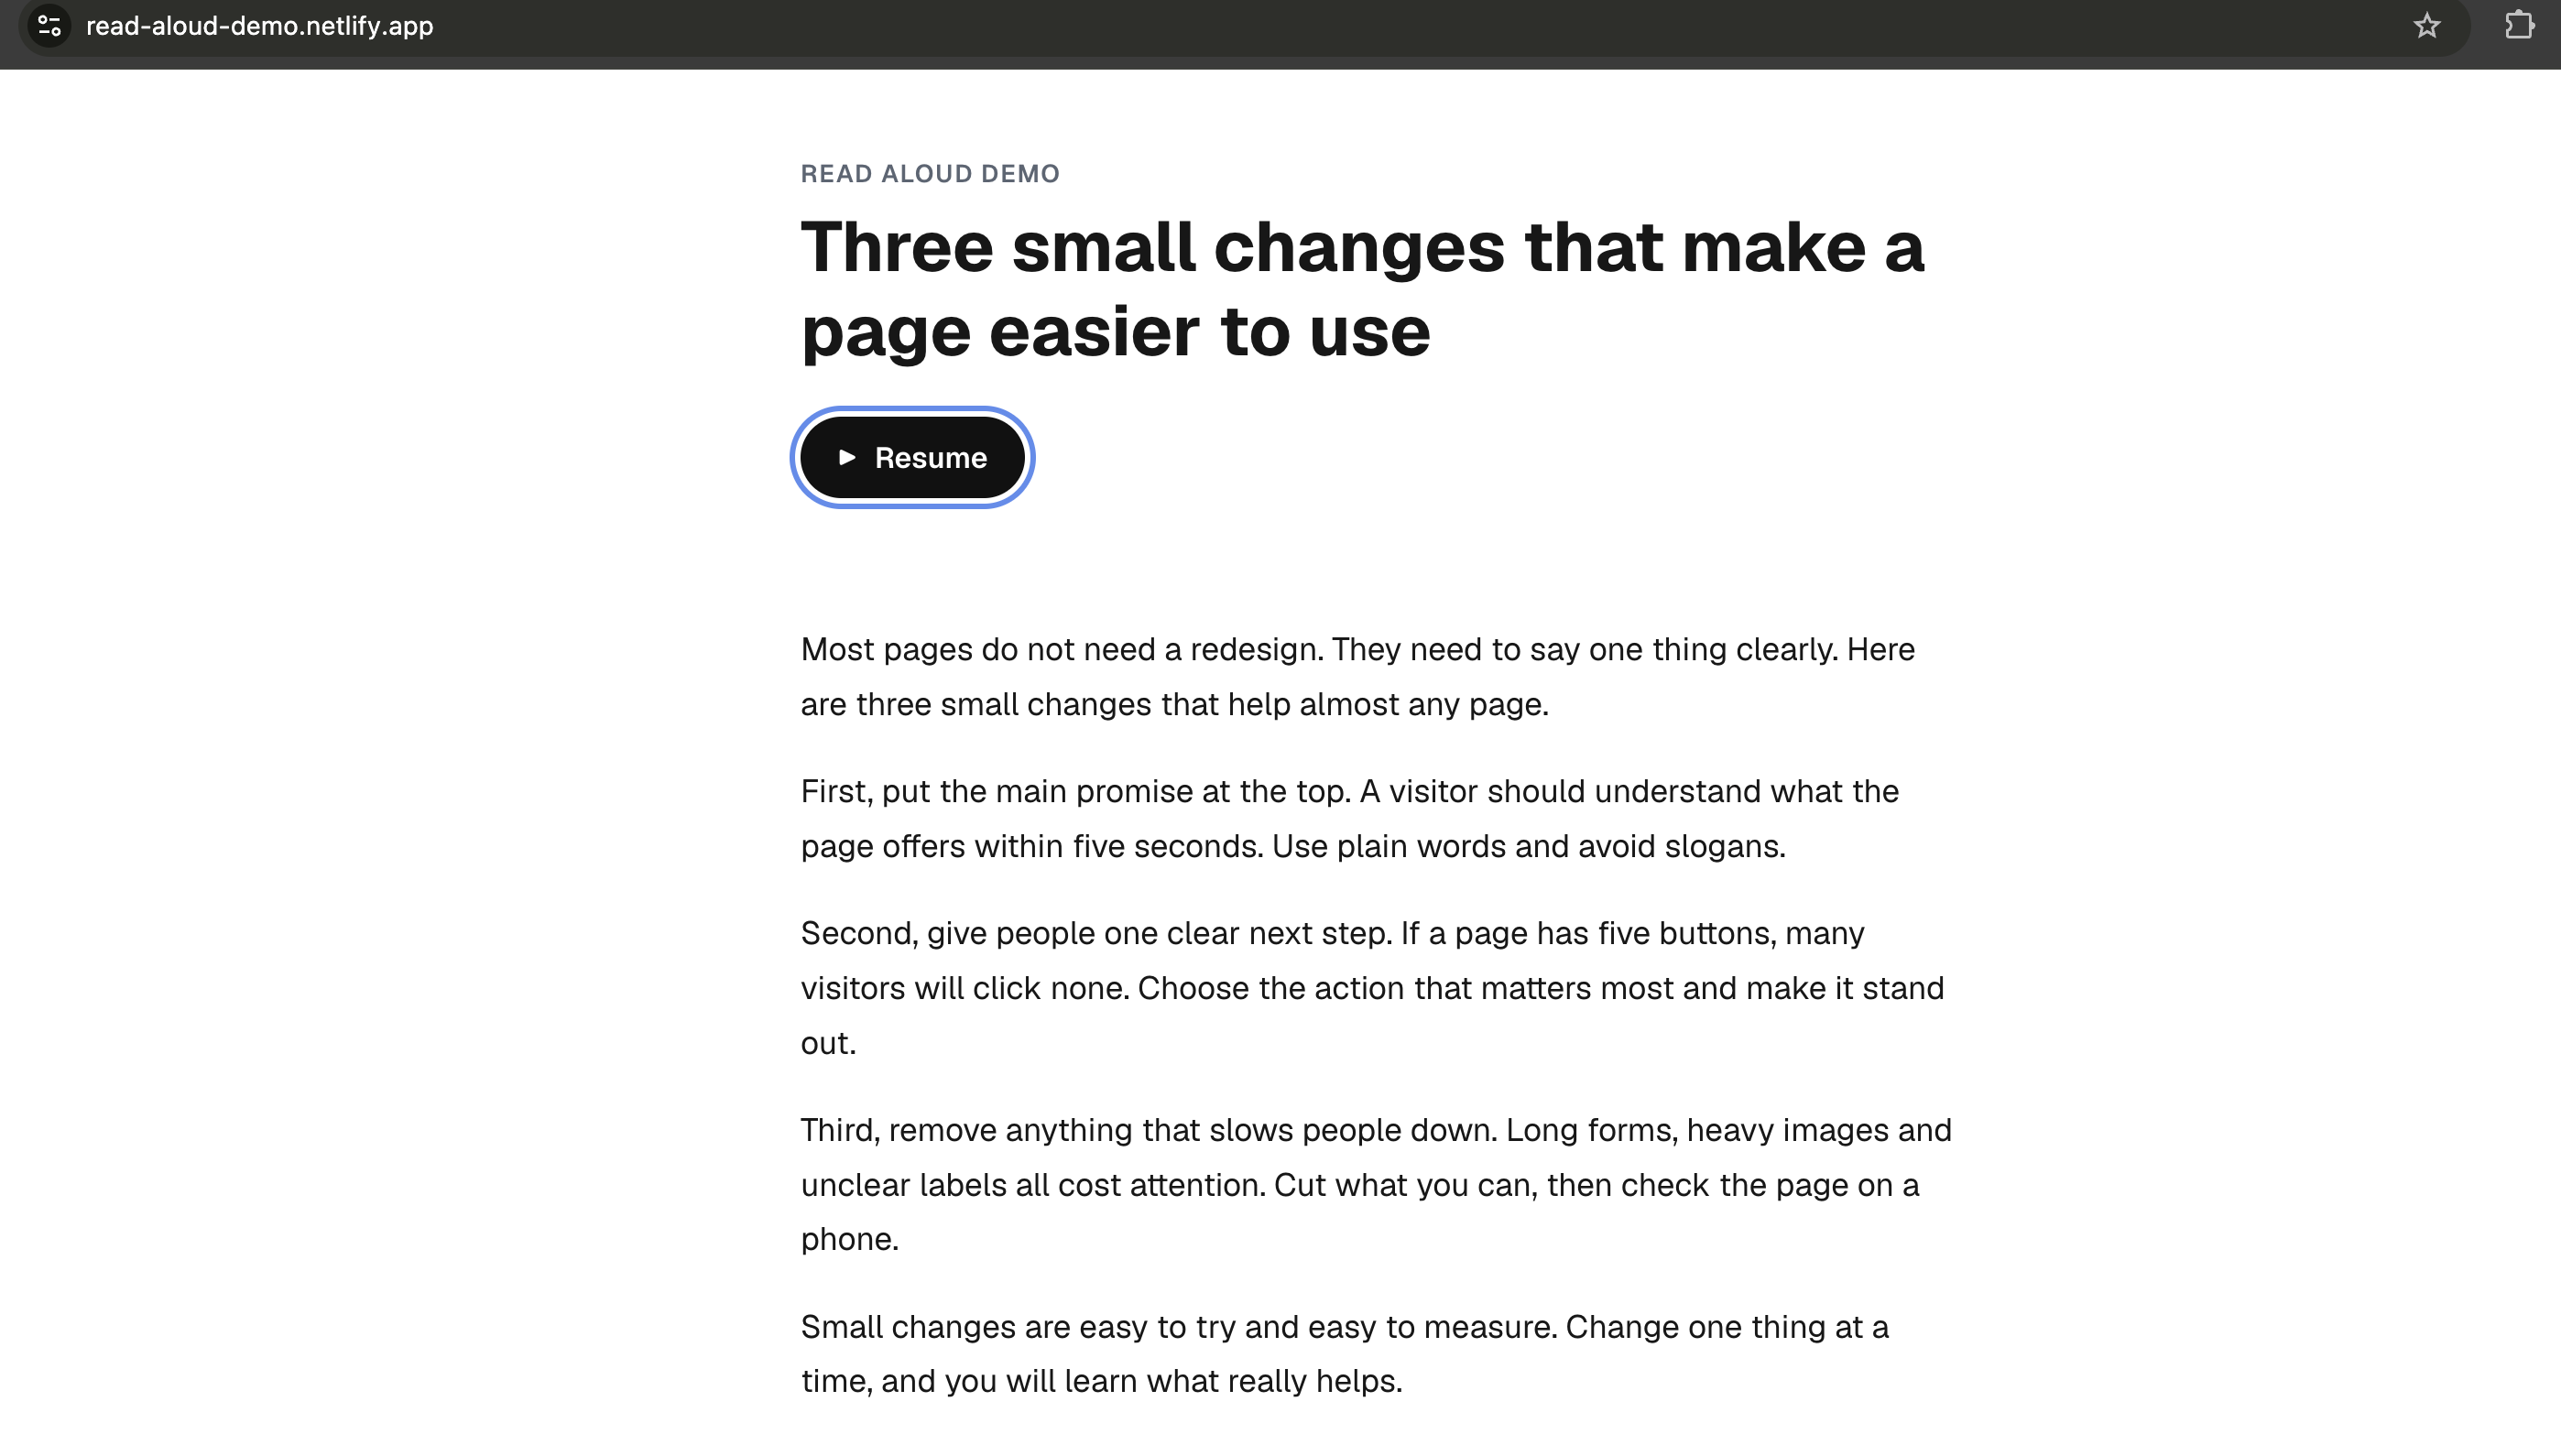 read-aloud-demo.netlify.app
READ ALOUD DEMO
Three small changes that make a
page easier to use
Resume
Most pages do not need a redesign. They need to say one thing clearly. Here
are three small changes that help almost any page.
First, put the main promise at the top. A visitor should understand what the
page offers within five seconds. Use plain words and avoid slogans.
Second, give people one clear next step. If a page has five buttons, many
visitors will click none. Choose the action that matters most and make it stand
out.
Third, remove anything that slows people down. Long forms, heavy images and
unclear labels all cost attention. Cut what you can, then check the page on a
phone.
Small changes are easy to try and easy to measure. Change one thing at a
time, and you will learn what really helps.